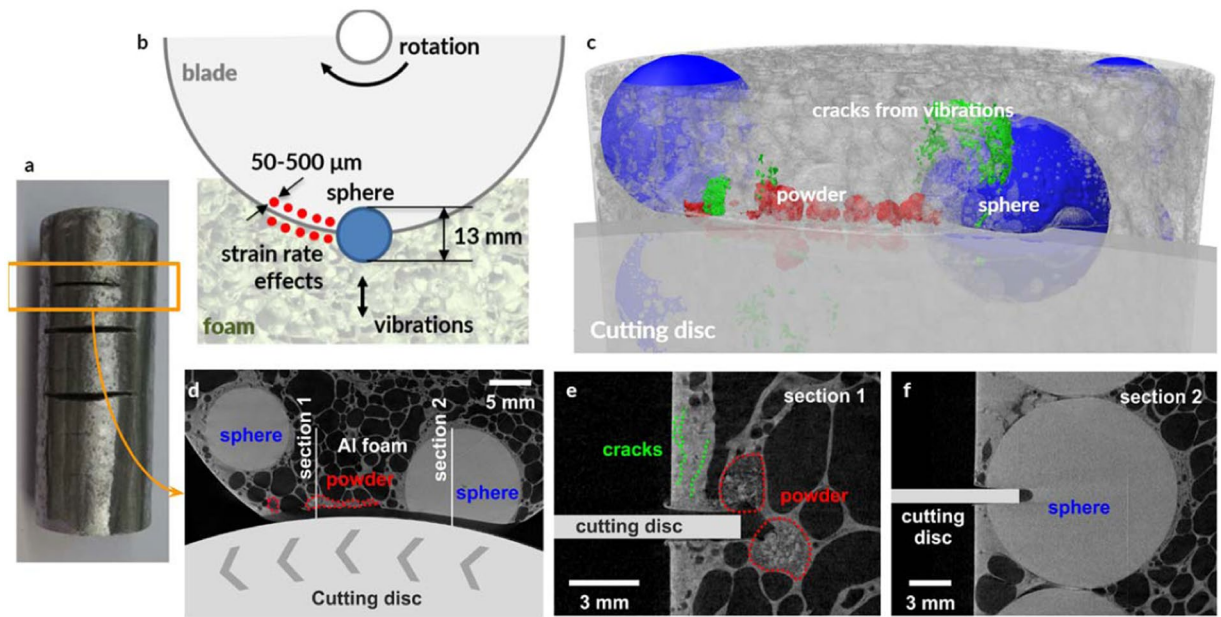 a
b
rotation
blade
50-500 µm
sphere
13 mm
strain rate
effects
vibrations
foam
c
cracks from vibrations
powder
sphere
Cutting disc
d
5 mm
section 1
section 2
sphere
Al foam
powder
sphere
Cutting disc
e
section 1
cracks
powder
cutting disc
3 mm
f
section 2
sphere
cutting
disc
3 mm